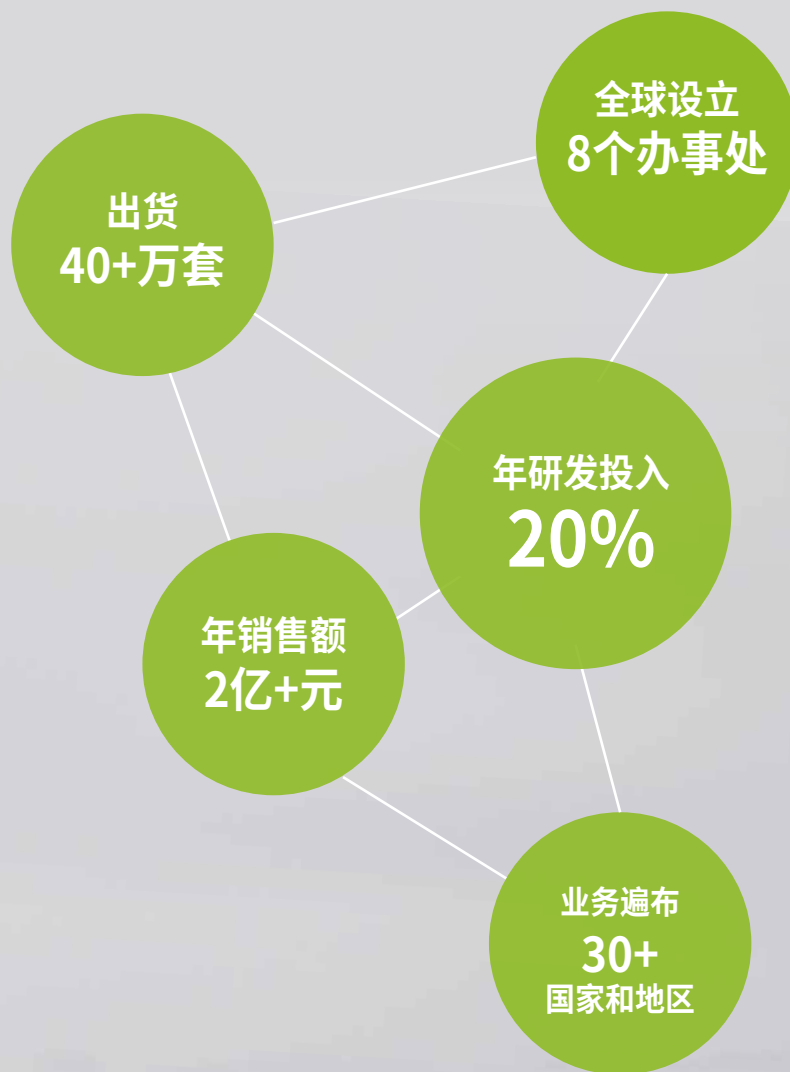 全球设立
8个办事处
出货
40+万套
年研发投入
20%
年销售额
2亿+元
业务遍布
30+
国家和地区